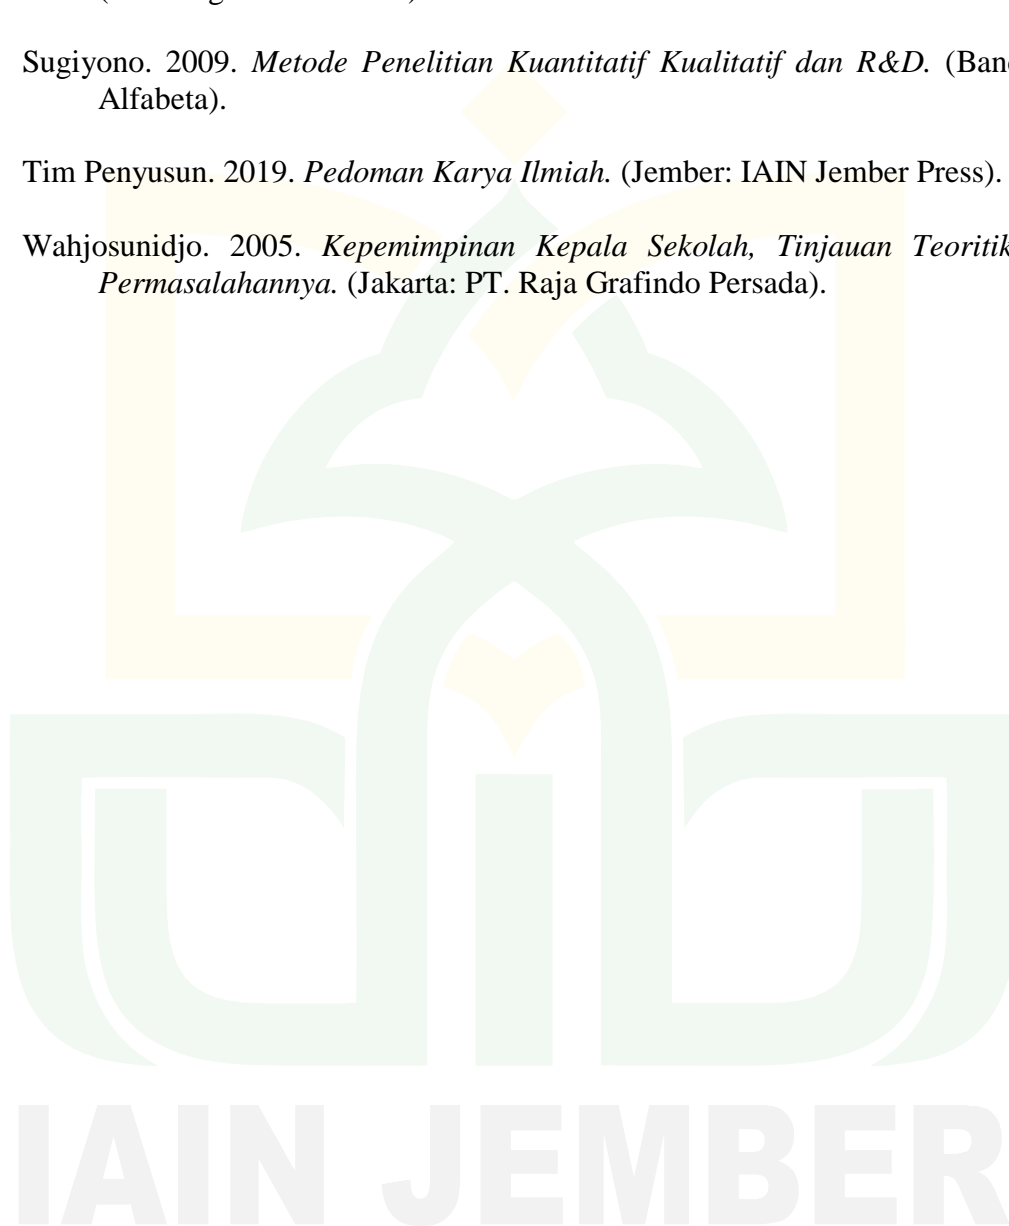 Sugiyono. 2009. Metode Penelitian Kuantitatif Kualitatif dan R&D. (Band
Alfabeta).
Tim Penyusun. 2019. Pedoman Karya Ilmiah. (Jember: IAIN Jember Press).
Wahjosunidjo. 2005. Kepemimpinan Kepala Sekolah, Tinjauan Teoritik
Permasalahannya. (Jakarta: PT. Raja Grafindo Persada).
IAIN JEMBER